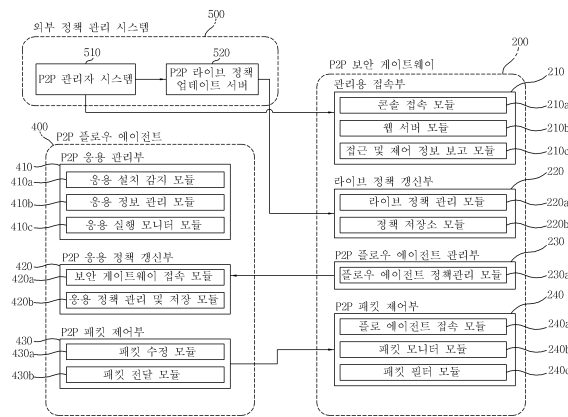 외부 정책 관리 시스템
500
510
520
P2P 관리자 시스템
P2P 라이브 정책
업데이트 서버
P2P 보안 게이트웨이
200
관리용 접속부
210
콘솔 접속 모듈
210a
웹 서버 모듈
210b
접근 및 제어 정보 보고 모듈
210c
라이브 정책 갱신부
220
라이브 정책 관리 모듈
220a
정책 저장소 모듈
220b
P2P 플로우 에이전트 관리부
230
플로우 에이전트 정책관리 모듈
230a
P2P 패킷 제어부
240
플로 에이전트 접속 모듈
240a
패킷 모니터 모듈
240b
패킷 필터 모듈
240c
400
P2P 플로우 에이전트
P2P 응용 관리부
410
410a
응용 설치 감지 모듈
410b
응용 정보 관리 모듈
410c
응용 실행 모니터 모듈
P2P 응용 정책 갱신부
420
420a
보안 게이트웨이 접속 모듈
420b
응용 정책 관리 및 저장 모듈
P2P 패킷 제어부
430
430a
패킷 수정 모듈
430b
패킷 전달 모듈